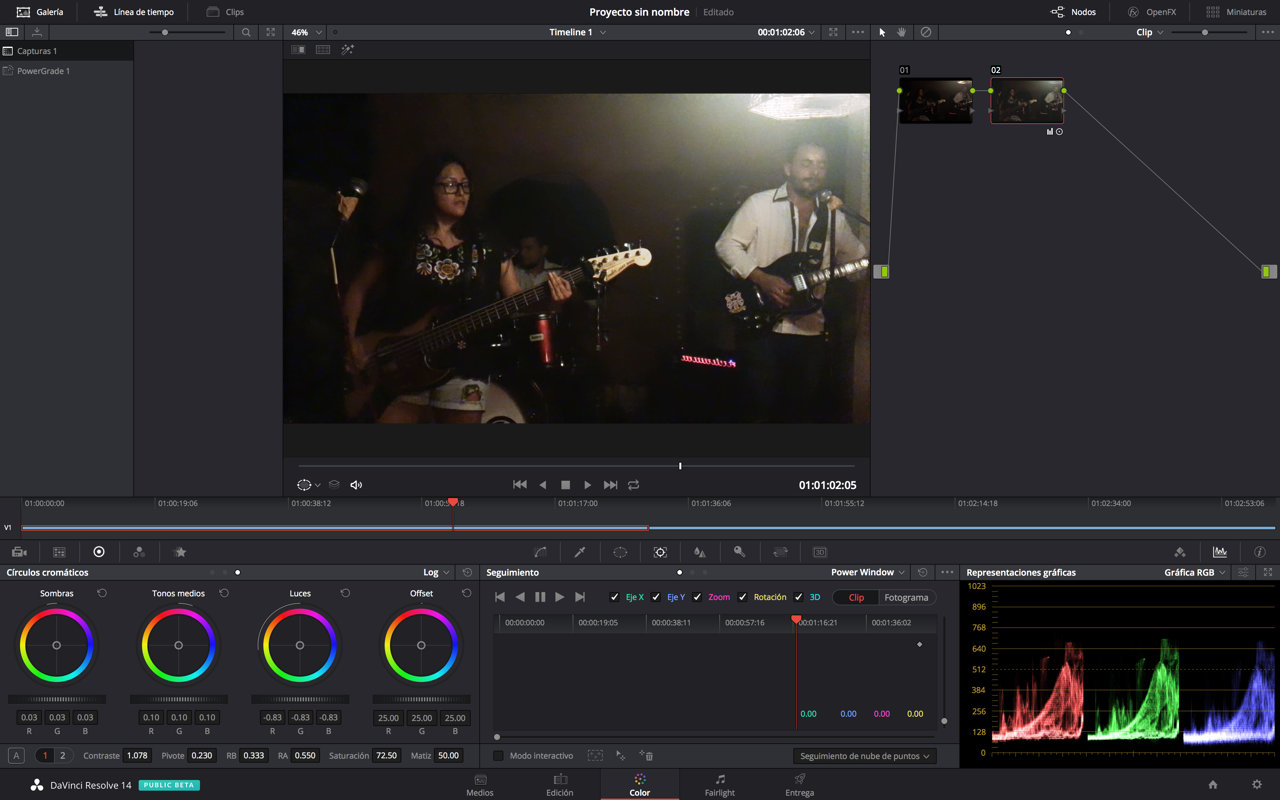 Galería Línea de tiempo Clips Proyecto sin nombre Editado Nodos OpenFX Miniaturas
46% Timeline 1 00:01:02:06 Clip
Capturas 1
PowerGrade 1
01 02
01:01:02:05
01:00:00:00 01:00:19:06 01:00:38:12 01:01:17:00 01:01:36:06 01:01:55:12 01:02:14:18 01:02:34:00 01:02:53:06
V1
3D
Círculos cromáticos Log Seguimiento Power Window Representaciones gráficas Gráfica RGB
Sombras Tonos medios Luces Offset
Eje X Eje Y Zoom Rotación 3D Clip Fotograma
00:00:00:00 00:00:19:05 00:00:38:11 00:00:57:16 00:01:16:21 00:01:36:02
1023
896
768
640
512
384
256
128
0
0.00 0.00 0.00 0.00
0.03 0.03 0.03 0.10 0.10 0.10 -0.83 -0.83 -0.83 25.00 25.00 25.00
R G B R G B R G B R G B
A 1 2 Contraste 1.078 Pivote 0.230 RB 0.333 RA 0.550 Saturación 72.50 Matiz 50.00
Modo interactivo Seguimiento de nube de puntos
DaVinci Resolve 14 PUBLIC BETA
Medios Edición Color Fairlight Entrega